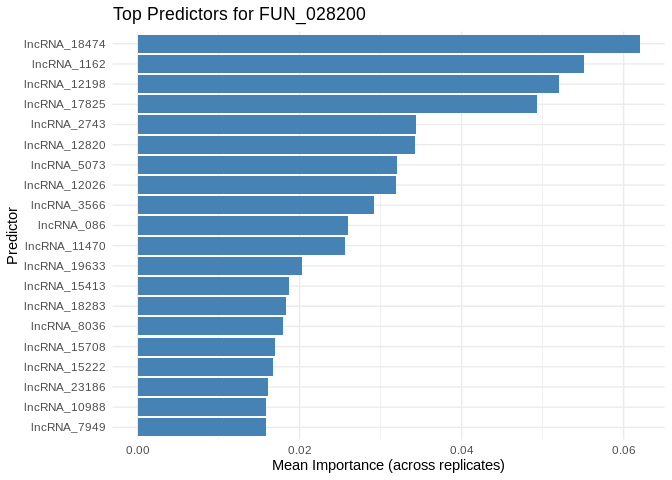 Top Predictors for FUN_028200
Predictor
lncRNA_18474
lncRNA_1162
lncRNA_12198
lncRNA_17825
lncRNA_2743
lncRNA_12820
lncRNA_5073
lncRNA_12026
lncRNA_3566
lncRNA_086
lncRNA_11470
lncRNA_19633
lncRNA_15413
lncRNA_18283
lncRNA_8036
lncRNA_15708
lncRNA_15222
lncRNA_23186
lncRNA_10988
lncRNA_7949
0.00 0.02 0.04 0.06
Mean Importance (across replicates)